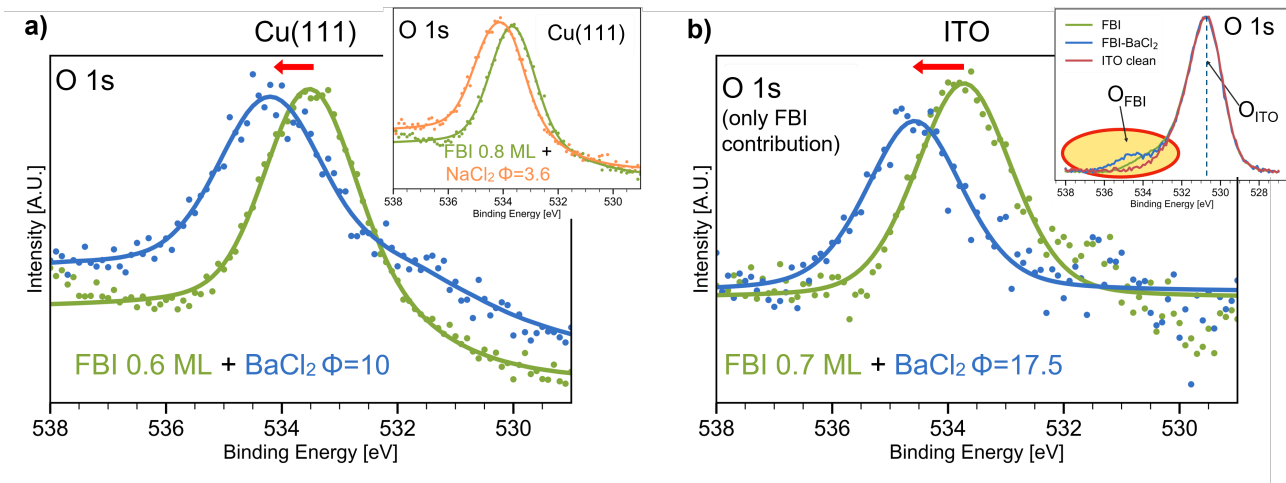 a)
Cu(111)
O 1s
Intensity [A.U.]
FBI 0.6 ML + BaCl₂ Φ=10
538 536 534 532 530
Binding Energy [eV]
O 1s
Cu(111)
FBI 0.8 ML +
NaCl₂ Φ=3.6
538 536 534 532 530
Binding Energy [eV]
b)
ITO
O 1s
(only FBI
contribution)
Intensity [A.U.]
FBI 0.7 ML + BaCl₂ Φ=17.5
538 536 534 532 530
Binding Energy [eV]
FBI
FBI-BaCl₂
ITO clean
O 1s
O_FBI
O_ITO
538 536 534 532 530 528
Binding Energy [eV]